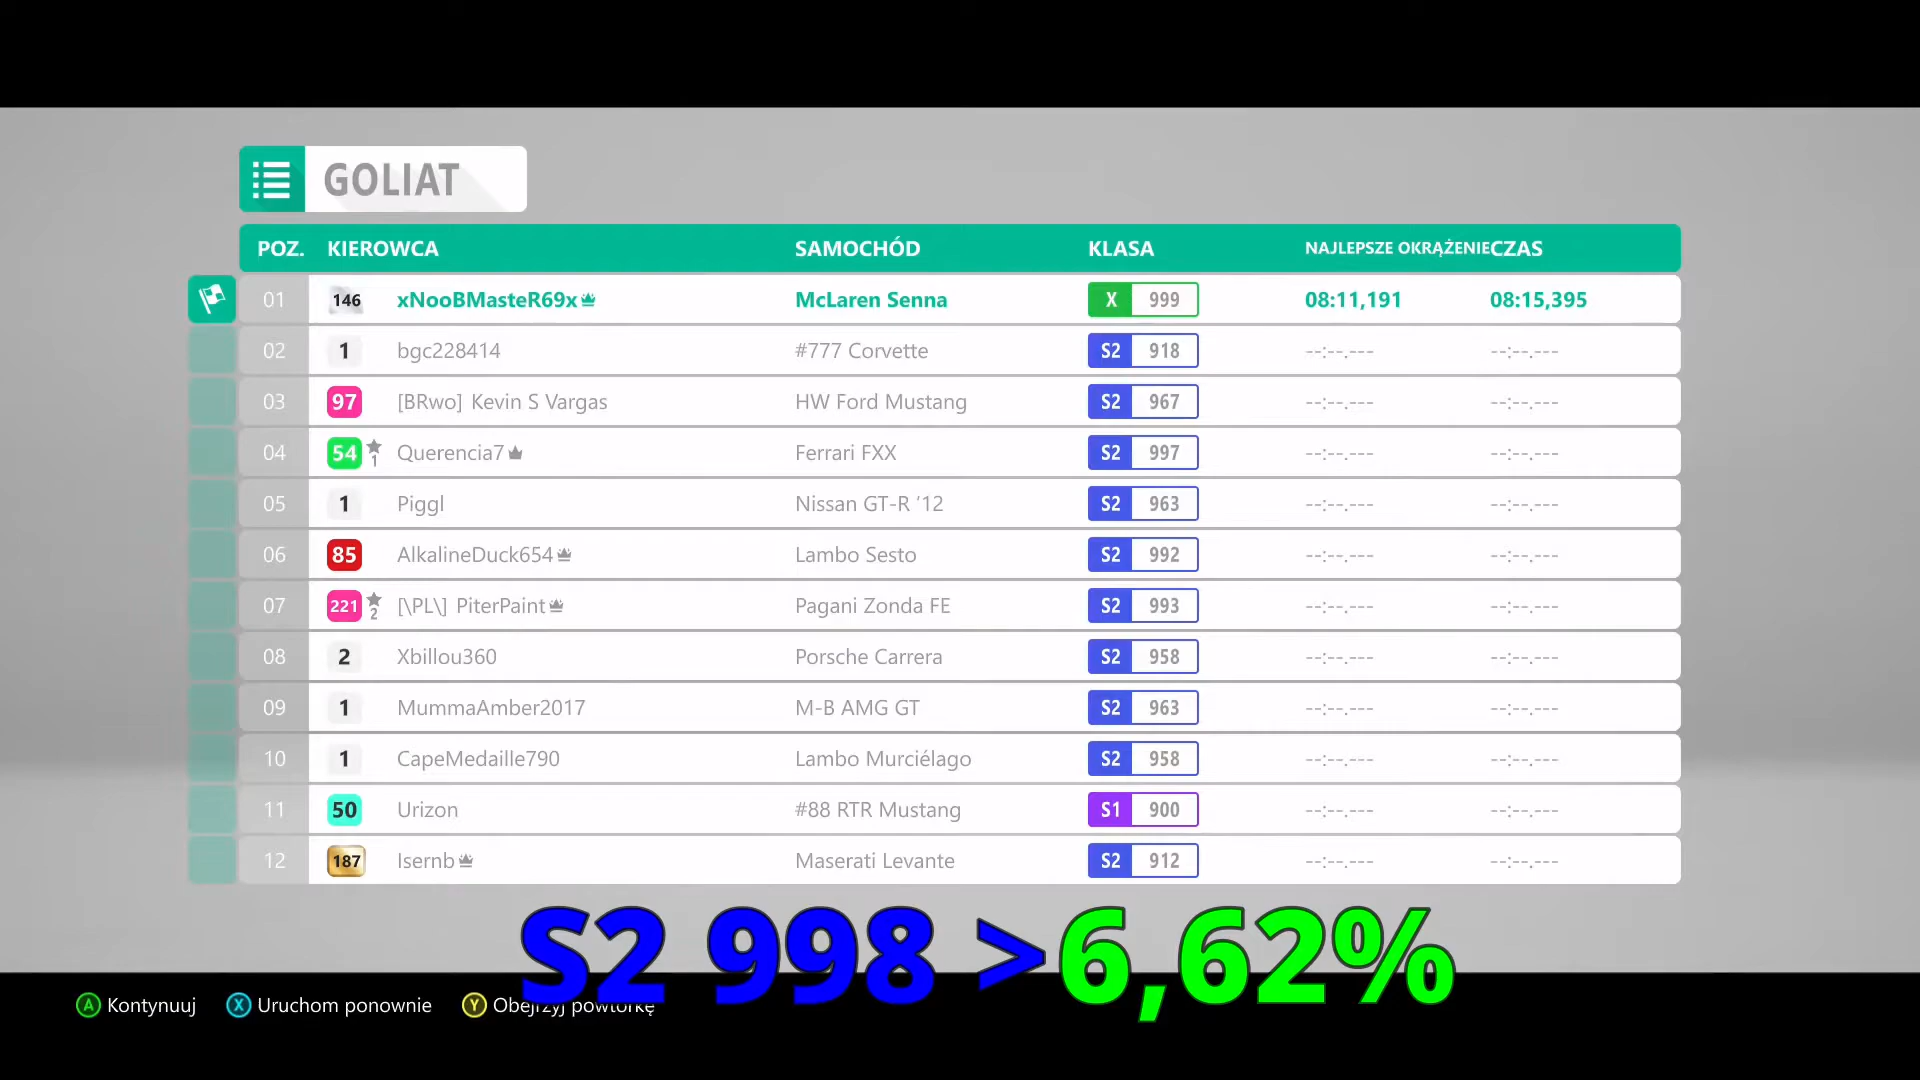 GOLIAT
POZ. KIEROWCA SAMOCHÓD KLASA NAJLEPSZE OKRĄŻENIE CZAS
01 146 xNooBMasteR69x McLaren Senna X 999 08:11,191 08:15,395
02 1 bgc228414 #777 Corvette S2 918 --:--.--- --:--.---
03 97 [BRwo] Kevin S Vargas HW Ford Mustang S2 967 --:--.--- --:--.---
04 54 1 Querencia7 Ferrari FXX S2 997 --:--.--- --:--.---
05 1 Piggl Nissan GT-R '12 S2 963 --:--.--- --:--.---
06 85 AlkalineDuck654 Lambo Sesto S2 992 --:--.--- --:--.---
07 221 2 [\PL\] PiterPaint Pagani Zonda FE S2 993 --:--.--- --:--.---
08 2 Xbillou360 Porsche Carrera S2 958 --:--.--- --:--.---
09 1 MummaAmber2017 M-B AMG GT S2 963 --:--.--- --:--.---
10 1 CapeMedaille790 Lambo Murciélago S2 958 --:--.--- --:--.---
11 50 Urizon #88 RTR Mustang S1 900 --:--.--- --:--.---
12 187 Isernb Maserati Levante S2 912 --:--.--- --:--.---
S2 998 >6,62%
A Kontynuuj X Uruchom ponownie Y Obejrzyj powtórkę